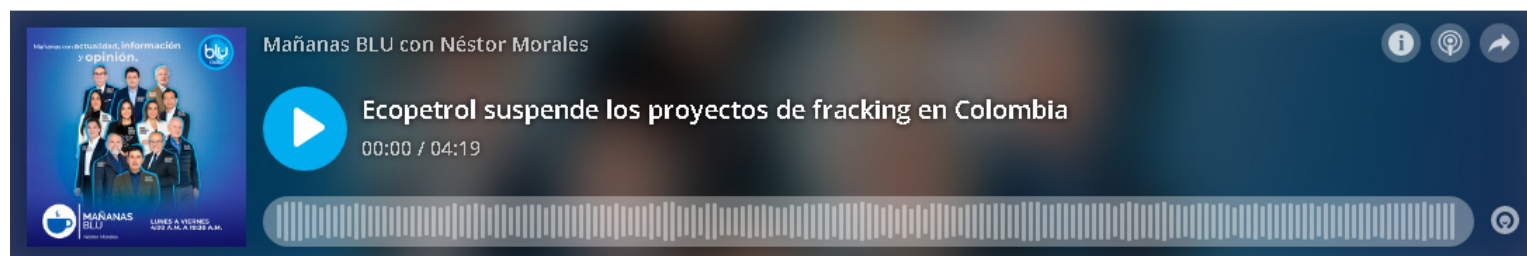 Mañanas con actualidad, información
y opinión.
blu
Mañanas BLU con Néstor Morales
Ecopetrol suspende los proyectos de fracking en Colombia
00:00 / 04:19
MAÑANAS
BLU
Néstor Morales
LUNES A VIERNES
4:00 A.M. A 10:30 A.M.